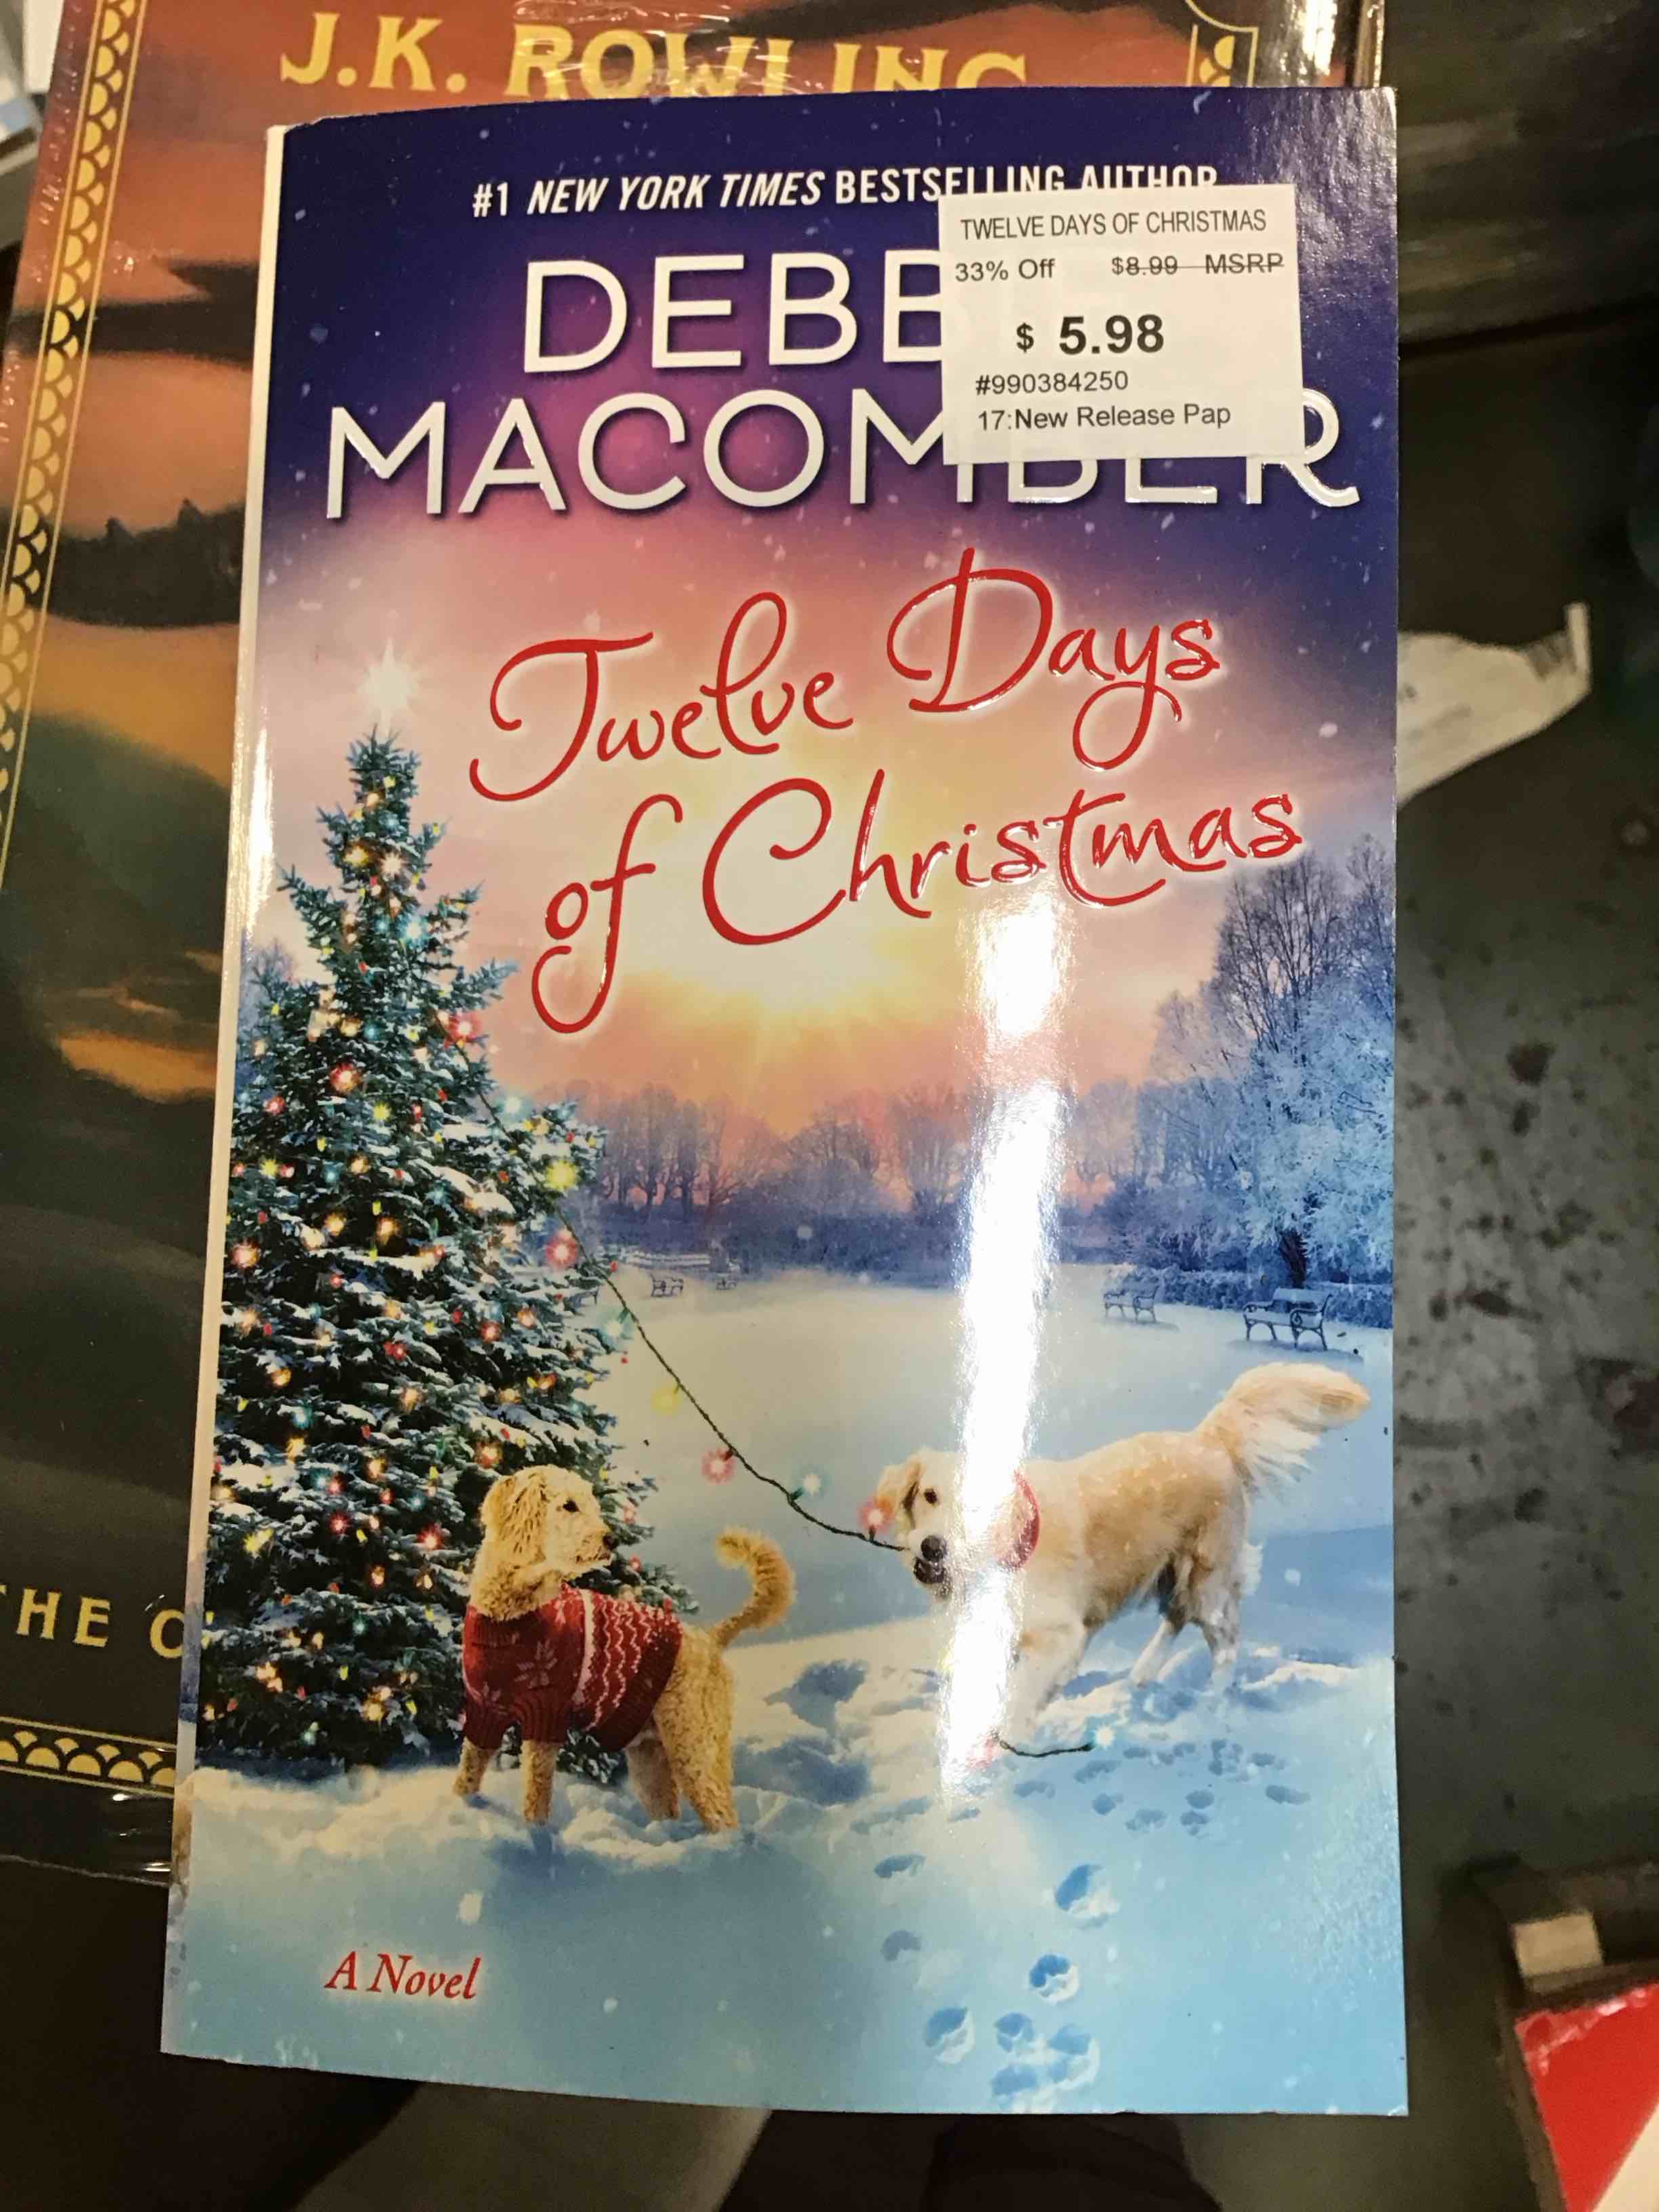 J.K. ROWLING
#1 NEW YORK TIMES BESTSELLING AUTHOR
TWELVE DAYS OF CHRISTMAS
33% Off $8.99 MSRP
$ 5.98
#990384250
17:New Release Pap
DEBB
MACOMBER
Twelve Days
of Christmas
THE
A Novel